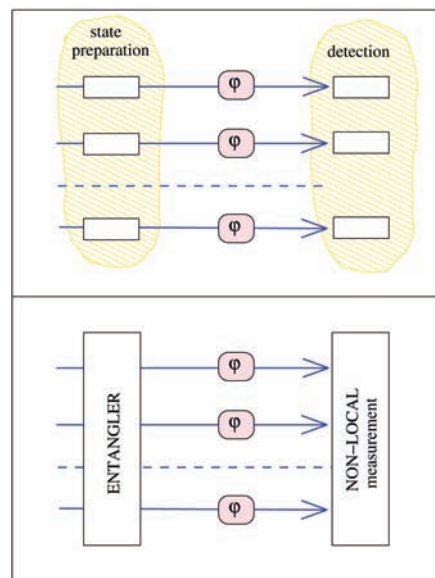 state
preparation
detection
φ
φ
φ
ENTANGLER
φ
φ
φ
NON–LOCAL
measurement